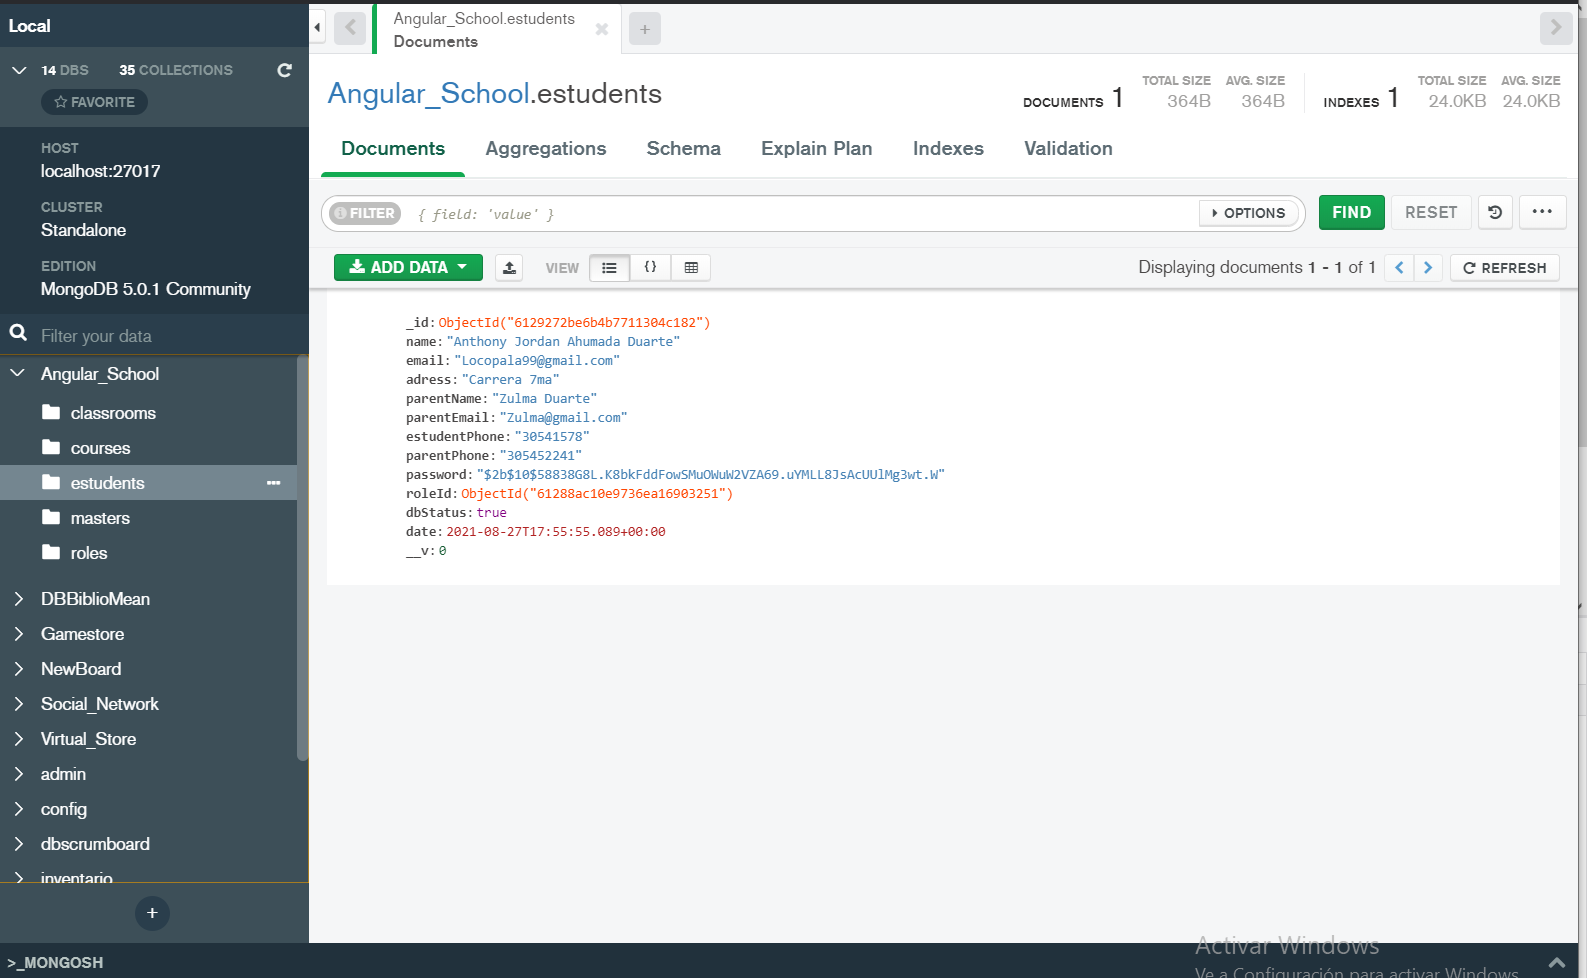 Local
14 DBS 35 COLLECTIONS
FAVORITE
HOST
localhost:27017
CLUSTER
Standalone
EDITION
MongoDB 5.0.1 Community
Filter your data
Angular_School
classrooms
courses
estudents
masters
roles
DBBiblioMean
Gamestore
NewBoard
Social_Network
Virtual_Store
admin
config
dbscrumboard
inventario
>_MONGOSH
Angular_School.estudents
Documents
Angular_School.estudents
DOCUMENTS 1
TOTAL SIZE AVG. SIZE
364B 364B
INDEXES 1
TOTAL SIZE AVG. SIZE
24.0KB 24.0KB
Documents Aggregations Schema Explain Plan Indexes Validation
FILTER { field: 'value' } OPTIONS FIND RESET
ADD DATA VIEW { } Displaying documents 1 - 1 of 1 REFRESH
_id: ObjectId("6129272be6b4b7711304c182")
name: "Anthony Jordan Ahumada Duarte"
email: "Locopala99@gmail.com"
adress: "Carrera 7ma"
parentName: "Zulma Duarte"
parentEmail: "Zulma@gmail.com"
estudentPhone: "30541578"
parentPhone: "305452241"
password: "$2b$10$58838G8L.K8bkFddFowSMuOWuW2VZA69.uYMLL8JsAcUUlMg3wt.W"
roleId: ObjectId("61288ac10e9736ea16903251")
dbStatus: true
date: 2021-08-27T17:55:55.089+00:00
__v: 0
Activar Windows
Ve a Configuración para activar Windows.